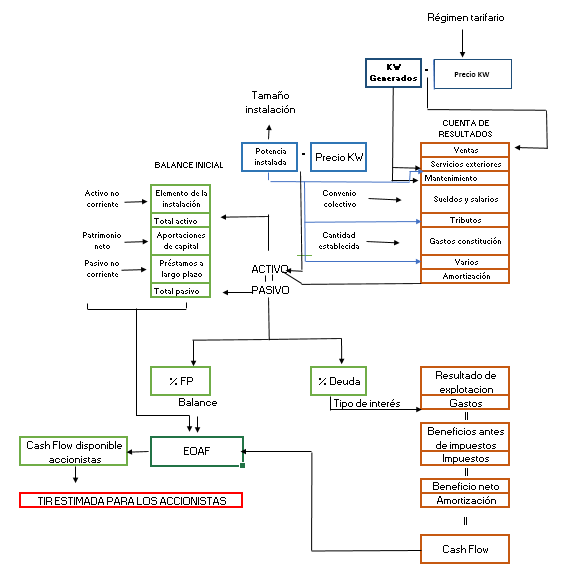 Régimen tarifario
KW
Generados
-
Precio KW
Tamaño
instalación
CUENTA DE
RESULTADOS
Potencia
instalada
-
Precio KW
Ventas
Servicios exteriores
Mantenimiento
Sueldos y salarios
Tributos
Gastos constitución
Varios
Amortización
BALANCE INICIAL
Activo no
corriente
Elemento de la
instalación
Total activo
Patrimonio
neto
Aportaciones
de capital
Pasivo no
corriente
Préstamos a
largo plazo
Total pasivo
Convenio
colectivo
Cantidad
establecida
ACTIVO
=
PASIVO
% FP
% Deuda
Balance
Tipo de interés
Resultado de
explotacion
Gastos
=
Beneficios antes
de impuestos
Impuestos
=
Beneficio neto
Amortización
=
Cash Flow
EOAF
Cash Flow disponible
accionistas
TIR ESTIMADA PARA LOS ACCIONISTAS